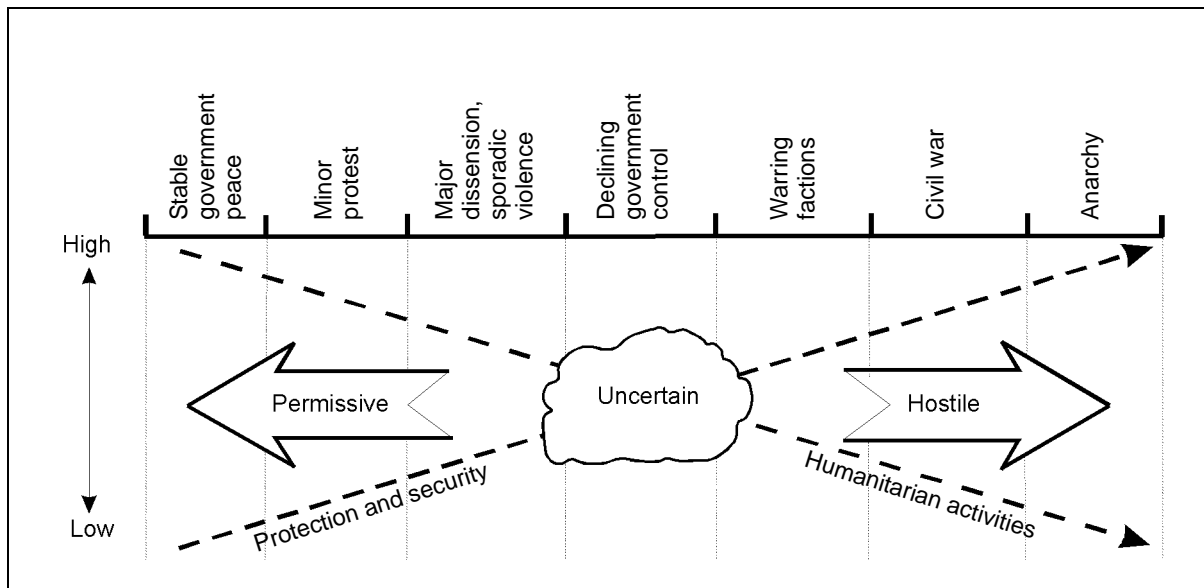 Stable
government
peace
Minor
protest
Major
dissension,
sporadic
violence
Declining
government
control
Warring
factions
Civil war
Anarchy
High
Low
Permissive
Uncertain
Hostile
Protection and security
Humanitarian activities